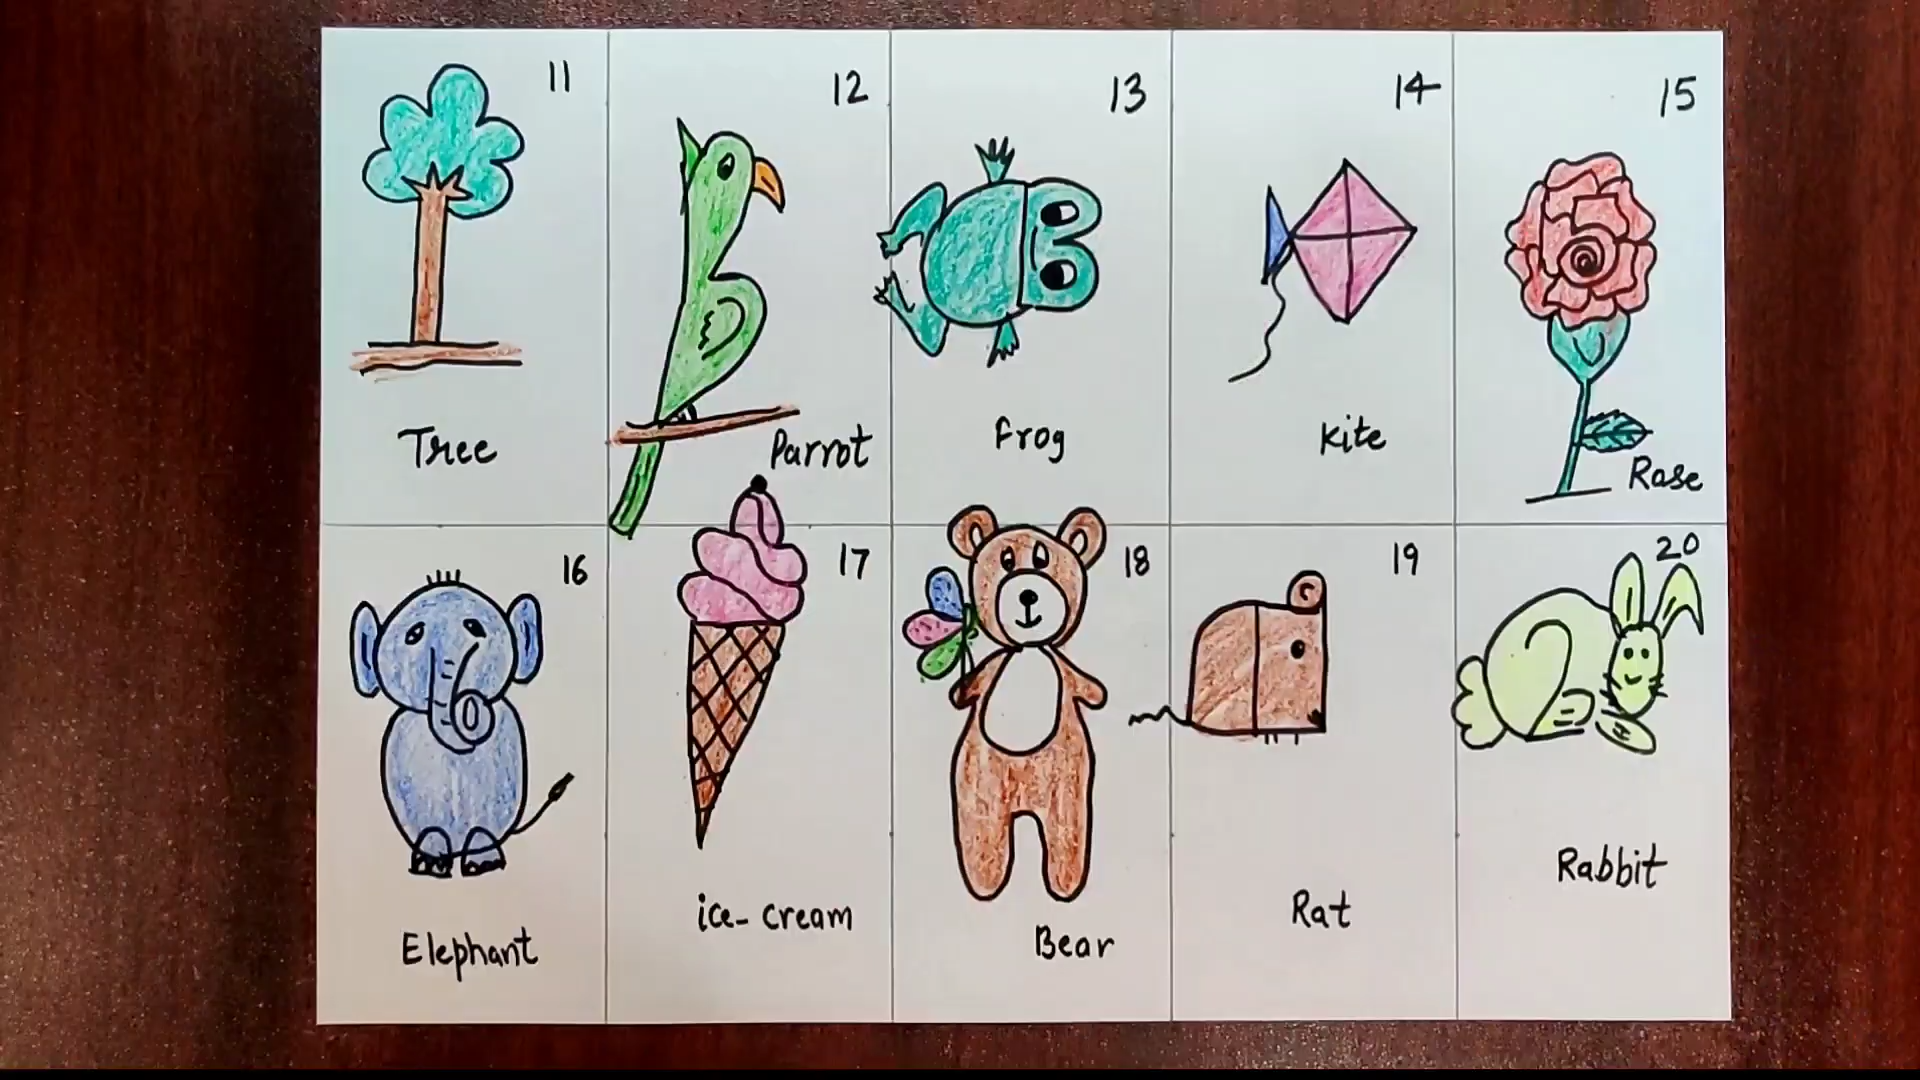 11
Tree
12
Parrot
13
Frog
14
Kite
15
Rase
16
Elephant
17
ice-cream
18
Bear
19
Rat
20
Rabbit